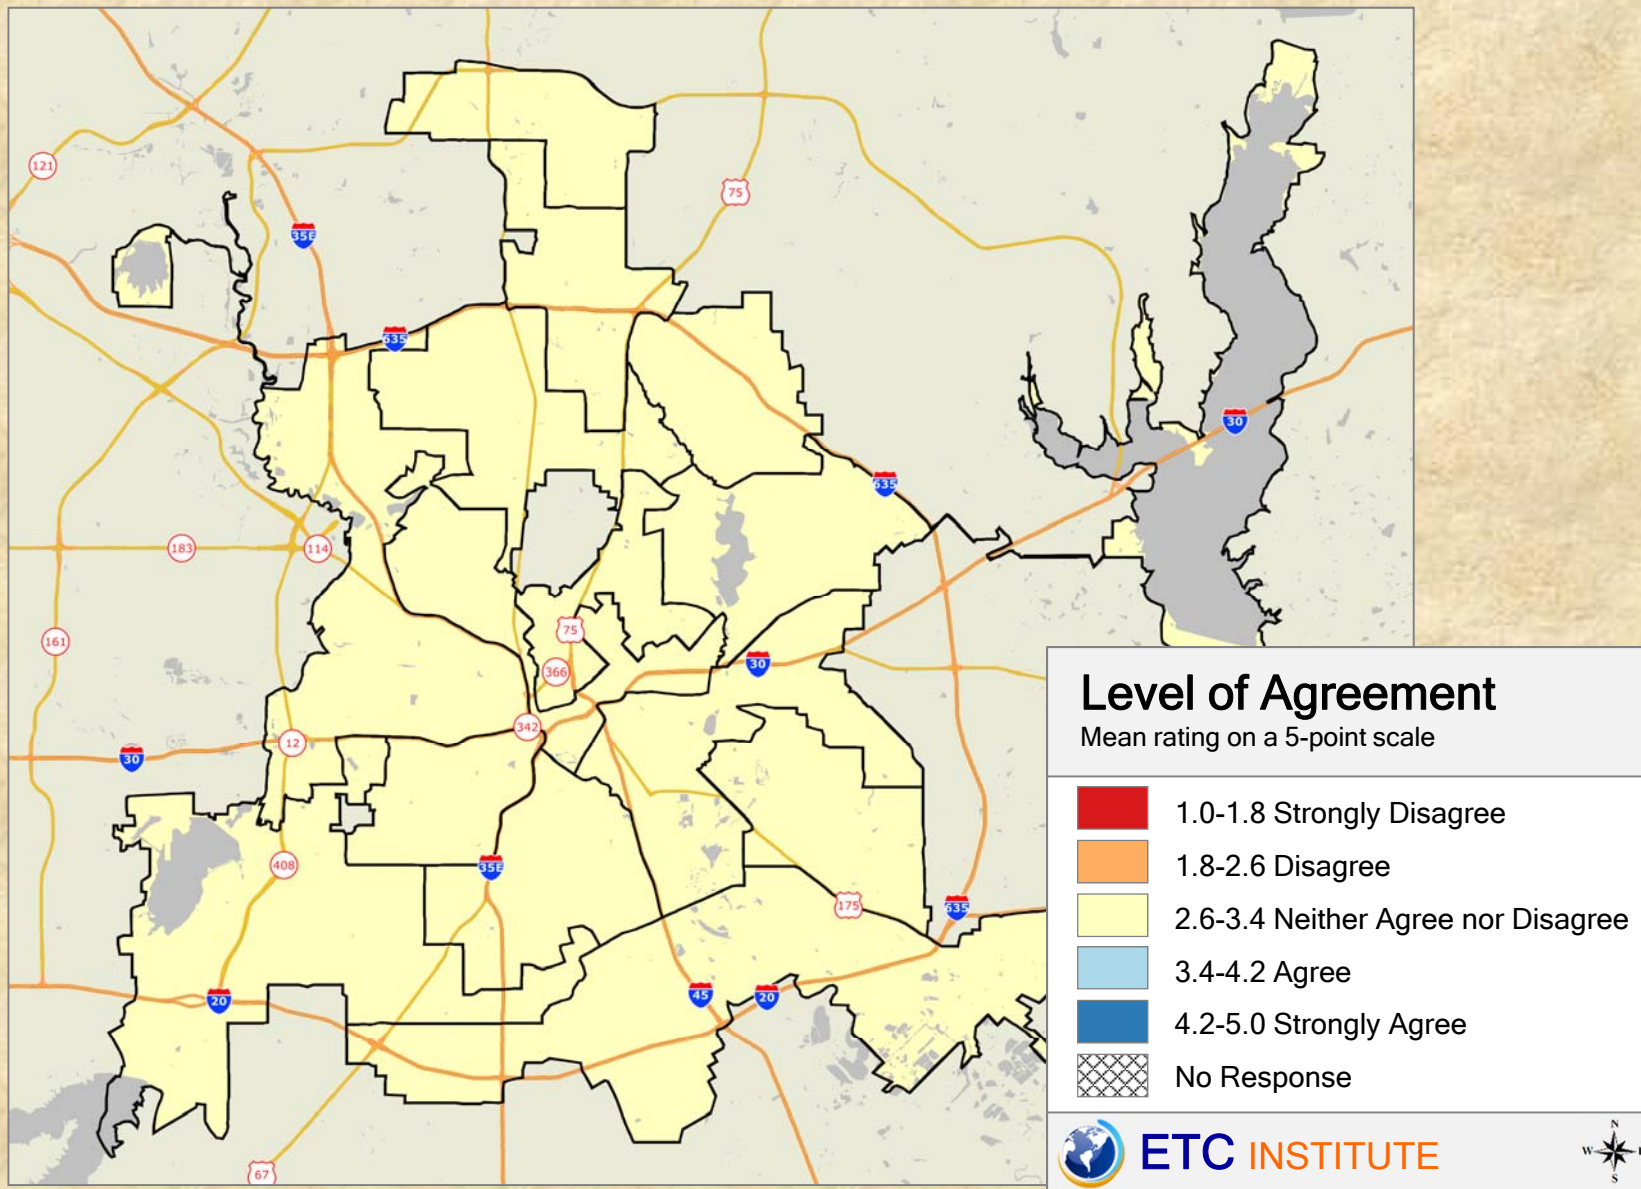 121
75
35E
635
30
635
183
114
161
75
366
30
342
12
30
408
35E
175
635
20
45
20
67
Level of Agreement
Mean rating on a 5-point scale
1.0-1.8 Strongly Disagree
1.8-2.6 Disagree
2.6-3.4 Neither Agree nor Disagree
3.4-4.2 Agree
4.2-5.0 Strongly Agree
No Response
ETC INSTITUTE
N
W
S